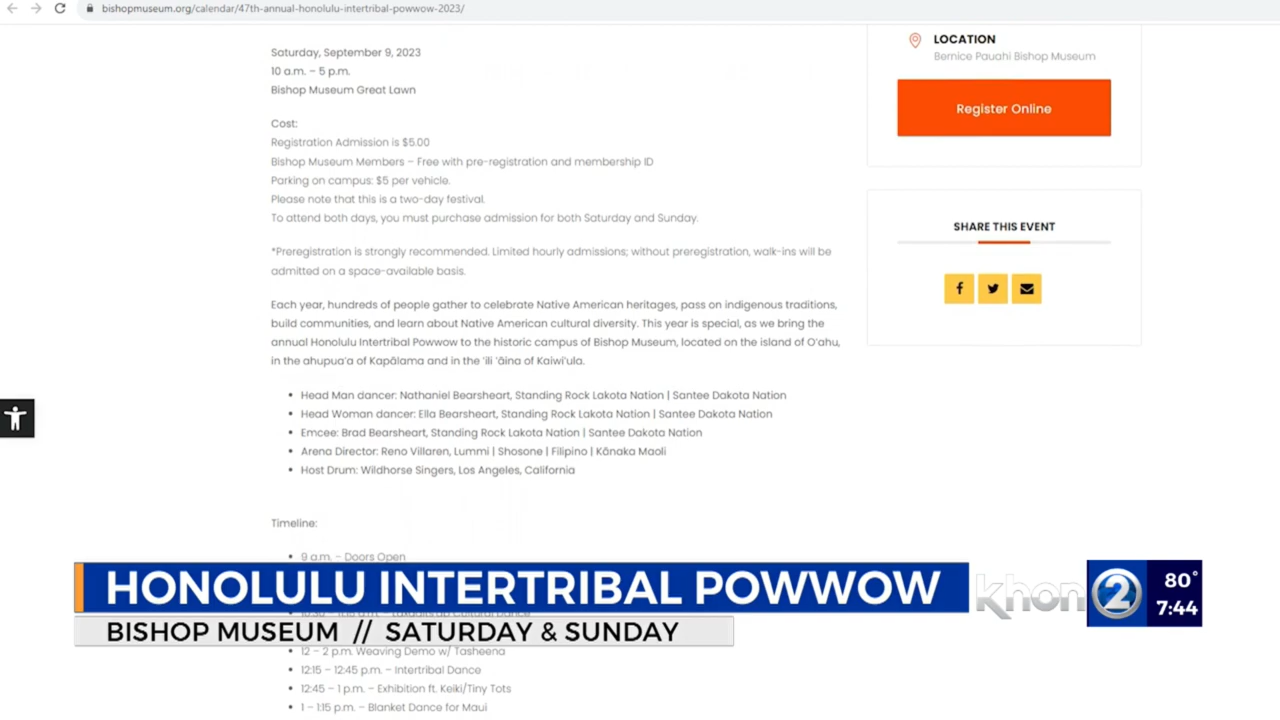 bishopmuseum.org/calendar/47th-annual-honolulu-intertribal-powwow-2023/
Saturday, September 9, 2023
10 a.m. – 5 p.m.
Bishop Museum Great Lawn
Cost:
Registration Admission is $5.00
Bishop Museum Members – Free with pre-registration and membership ID
Parking on campus: $5 per vehicle.
Please note that this is a two-day festival.
To attend both days, you must purchase admission for both Saturday and Sunday.
*Preregistration is strongly recommended. Limited hourly admissions; without preregistration, walk-ins will be
admitted on a space-available basis.
Each year, hundreds of people gather to celebrate Native American heritages, pass on indigenous traditions,
build communities, and learn about Native American cultural diversity. This year is special, as we bring the
annual Honolulu Intertribal Powwow to the historic campus of Bishop Museum, located on the island of Oʻahu,
in the ahupuaʻa of Kapālama and in the ʻili ʻāina of Kaiwiʻula.
• Head Man dancer: Nathaniel Bearsheart, Standing Rock Lakota Nation | Santee Dakota Nation
• Head Woman dancer: Ella Bearsheart, Standing Rock Lakota Nation | Santee Dakota Nation
• Emcee: Brad Bearsheart, Standing Rock Lakota Nation | Santee Dakota Nation
• Arena Director: Reno Villaren, Lummi | Shosone | Filipino | Kānaka Maoli
• Host Drum: Wildhorse Singers, Los Angeles, California
Timeline:
• 9 a.m. – Doors Open
• 12 – 2 p.m. Weaving Demo w/ Tasheena
• 12:15 – 12:45 p.m. – Intertribal Dance
• 12:45 – 1 p.m. – Exhibition ft. Keiki/Tiny Tots
• 1 – 1:15 p.m. – Blanket Dance for Maui
LOCATION
Bernice Pauahi Bishop Museum
Register Online
SHARE THIS EVENT
HONOLULU INTERTRIBAL POWWOW
BISHOP MUSEUM // SATURDAY & SUNDAY
khon 2
80°
7:44